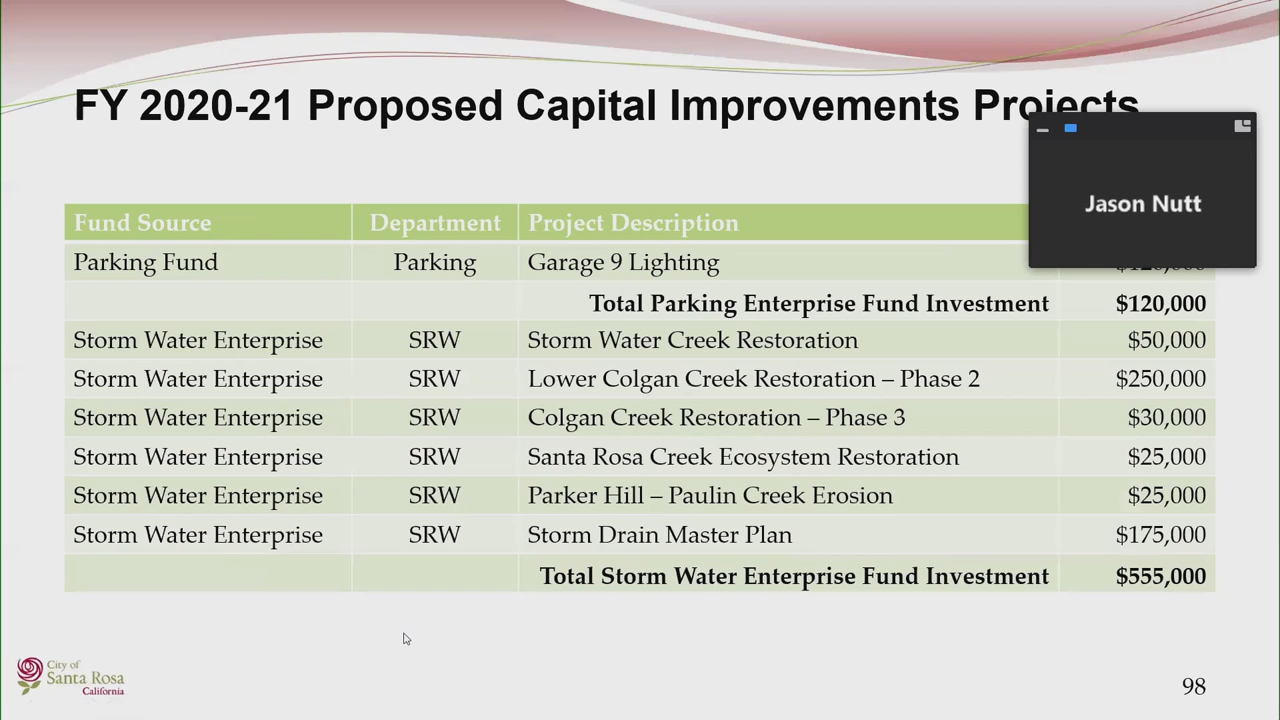 FY 2020-21 Proposed Capital Improvements Projects
Jason Nutt
Fund Source Department Project Description
Parking Fund Parking Garage 9 Lighting $120,000
Total Parking Enterprise Fund Investment $120,000
Storm Water Enterprise SRW Storm Water Creek Restoration $50,000
Storm Water Enterprise SRW Lower Colgan Creek Restoration – Phase 2 $250,000
Storm Water Enterprise SRW Colgan Creek Restoration – Phase 3 $30,000
Storm Water Enterprise SRW Santa Rosa Creek Ecosystem Restoration $25,000
Storm Water Enterprise SRW Parker Hill – Paulin Creek Erosion $25,000
Storm Water Enterprise SRW Storm Drain Master Plan $175,000
Total Storm Water Enterprise Fund Investment $555,000
City of
Santa Rosa
California
98